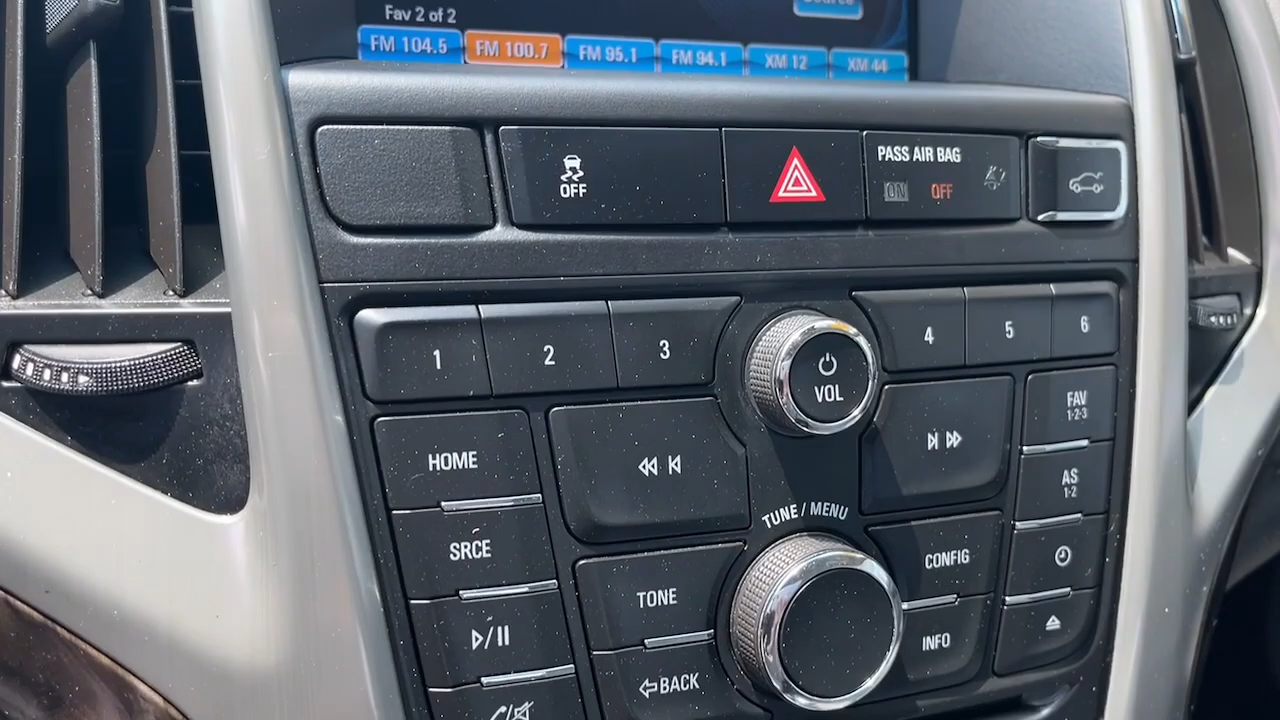 Source
Fav 2 of 2
FM 104.5 FM 100.7 FM 95.1 FM 94.1 XM 12 XM 44
OFF
PASS AIR BAG
ON OFF
1 2 3
4 5 6
VOL
FAV
1-2-3
HOME
AS
1-2
TUNE / MENU
SRCE
CONFIG
TONE
INFO
BACK